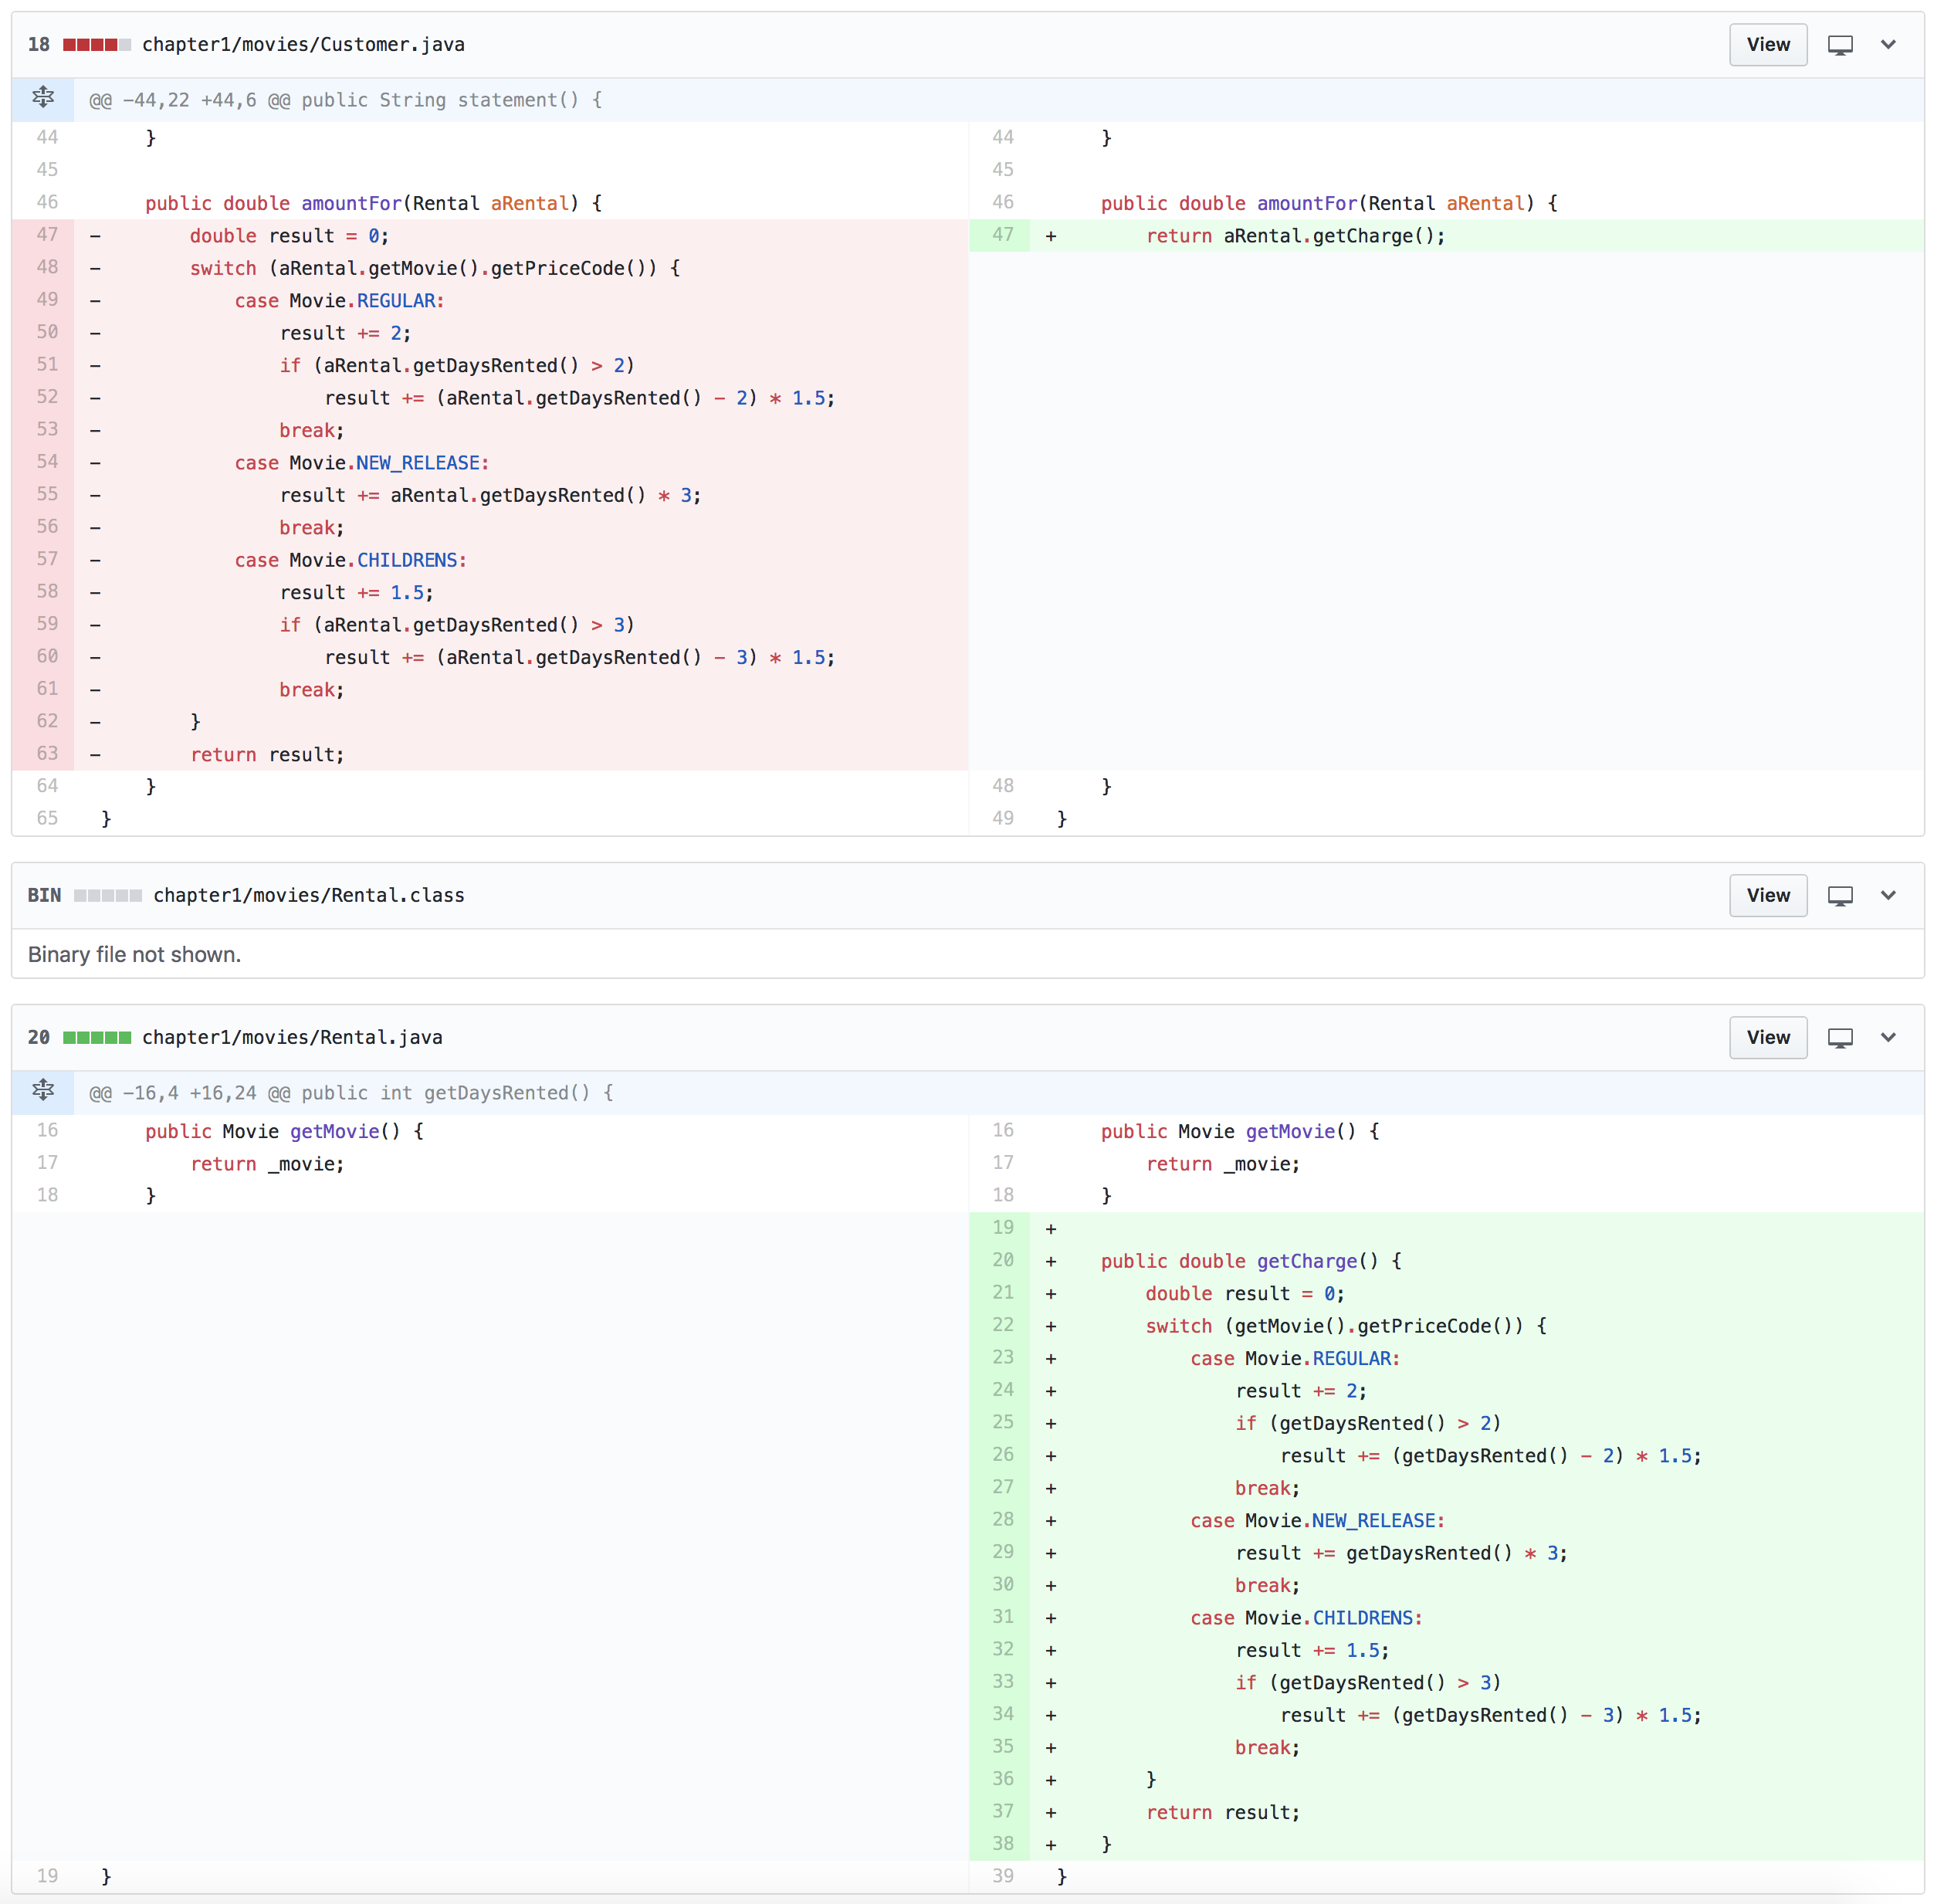 18 chapter1/movies/Customer.java View
@@ -44,22 +44,6 @@ public String statement() {
44 } 44 }
45 45
46 public double amountFor(Rental aRental) { 46 public double amountFor(Rental aRental) {
47 - double result = 0; 47 + return aRental.getCharge();
48 - switch (aRental.getMovie().getPriceCode()) {
49 - case Movie.REGULAR:
50 - result += 2;
51 - if (aRental.getDaysRented() > 2)
52 - result += (aRental.getDaysRented() - 2) * 1.5;
53 - break;
54 - case Movie.NEW_RELEASE:
55 - result += aRental.getDaysRented() * 3;
56 - break;
57 - case Movie.CHILDRENS:
58 - result += 1.5;
59 - if (aRental.getDaysRented() > 3)
60 - result += (aRental.getDaysRented() - 3) * 1.5;
61 - break;
62 - }
63 - return result;
64 } 48 }
65 } 49 }
BIN chapter1/movies/Rental.class View
Binary file not shown.
20 chapter1/movies/Rental.java View
@@ -16,4 +16,24 @@ public int getDaysRented() {
16 public Movie getMovie() { 16 public Movie getMovie() {
17 return _movie; 17 return _movie;
18 } 18 }
19 +
20 + public double getCharge() {
21 + double result = 0;
22 + switch (getMovie().getPriceCode()) {
23 + case Movie.REGULAR:
24 + result += 2;
25 + if (getDaysRented() > 2)
26 + result += (getDaysRented() - 2) * 1.5;
27 + break;
28 + case Movie.NEW_RELEASE:
29 + result += getDaysRented() * 3;
30 + break;
31 + case Movie.CHILDRENS:
32 + result += 1.5;
33 + if (getDaysRented() > 3)
34 + result += (getDaysRented() - 3) * 1.5;
35 + break;
36 + }
37 + return result;
38 + }
19 } 39 }